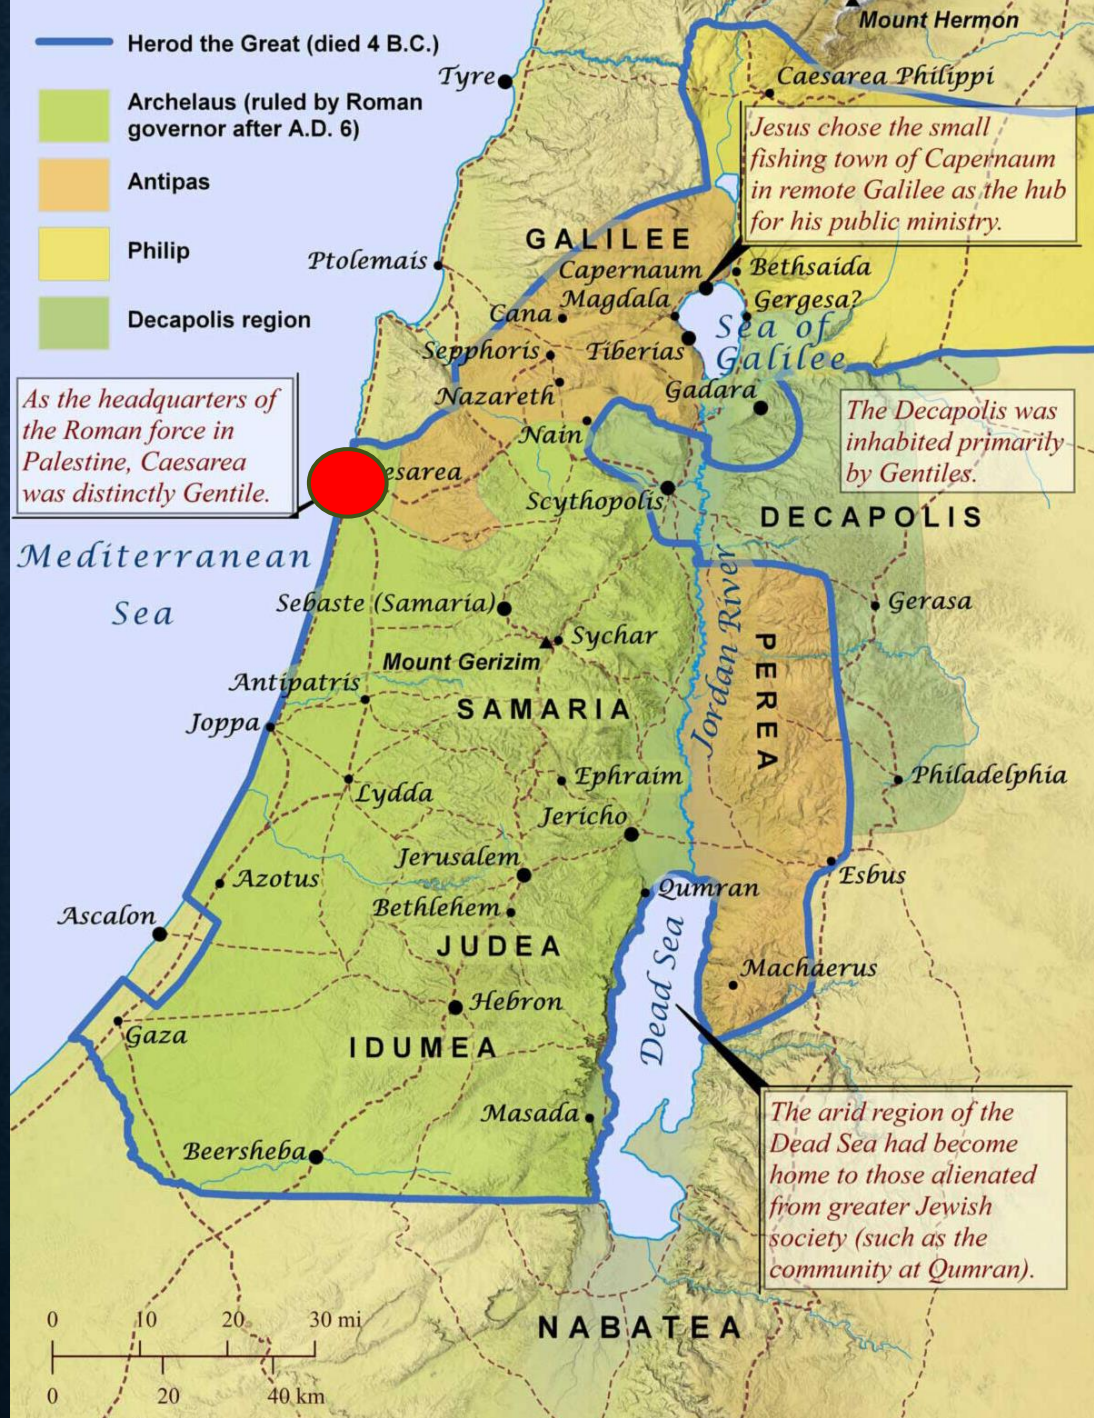 Herod the Great (died 4 B.C.)
Archelaus (ruled by Roman
governor after A.D. 6)
Antipas
Philip
Decapolis region
Mount Hermon
Tyre
Caesarea Philippi
Jesus chose the small
fishing town of Capernaum
in remote Galilee as the hub
for his public ministry.
GALILEE
Ptolemais
Capernaum
Bethsaida
Magdala
Gergesa?
Cana
Sea of
Galilee
Sepphoris
Tiberias
Nazareth
Gadara
As the headquarters of
the Roman force in
Palestine, Caesarea
was distinctly Gentile.
The Decapolis was
inhabited primarily
by Gentiles.
Nain
esarea
Scythopolis
DECAPOLIS
Mediterranean
Sea
Jordan River
Sebaste (Samaria)
Gerasa
Sychar
Mount Gerizim
PEREA
Antipatris
SAMARIA
Joppa
Ephraim
Philadelphia
Lydda
Jericho
Jerusalem
Azotus
Esbus
Qumran
Bethlehem
Ascalon
JUDEA
Dead Sea
Machaerus
Hebron
Gaza
IDUMEA
Masada
The arid region of the
Dead Sea had become
home to those alienated
from greater Jewish
society (such as the
community at Qumran).
Beersheba
NABATEA
0 10 20 30 mi
0 20 40 km